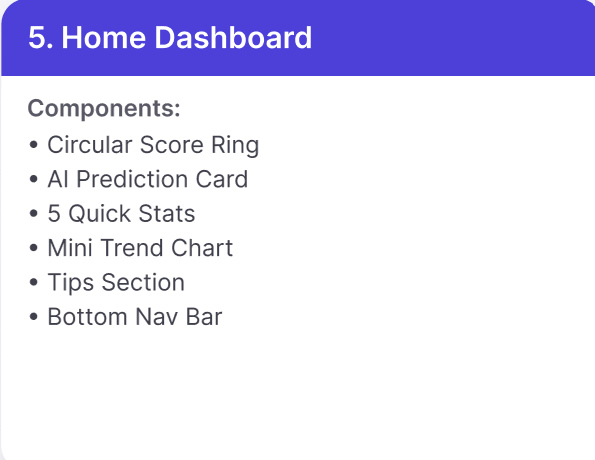 5. Home Dashboard
Components:
• Circular Score Ring
• AI Prediction Card
• 5 Quick Stats
• Mini Trend Chart
• Tips Section
• Bottom Nav Bar